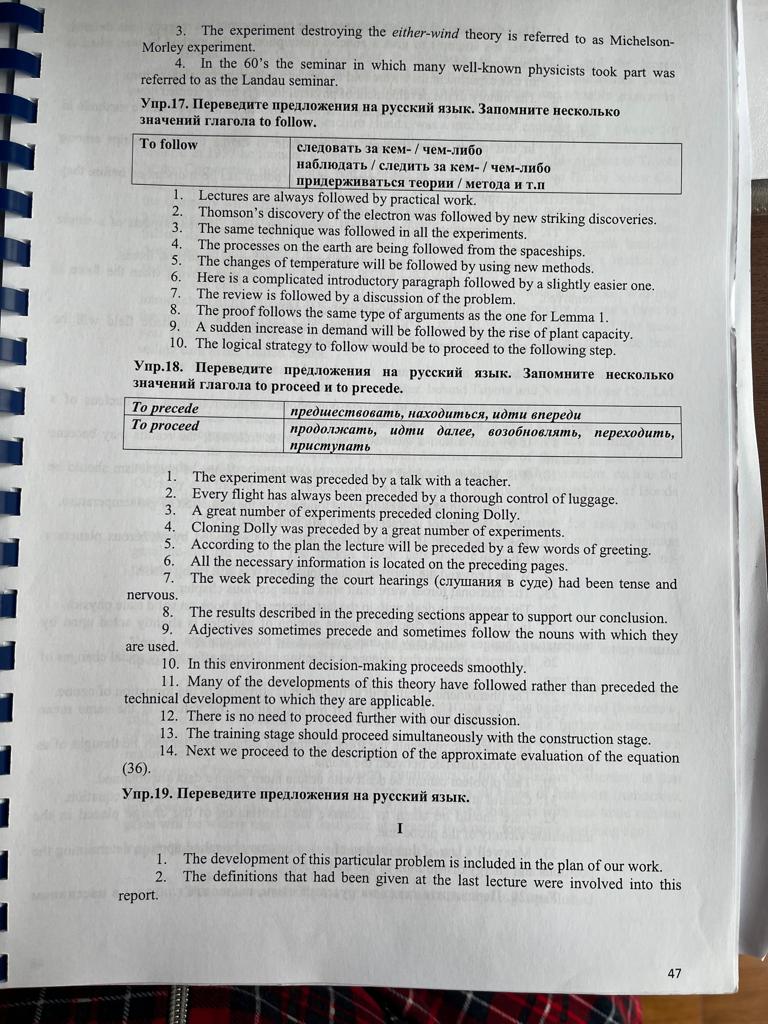 3. The experiment destroying the either-wind theory is referred to as Michelson-
Morley experiment.
4. In the 60's the seminar in which many well-known physicists took part was
referred to as the Landau seminar.
Упр.17. Переведите предложения на русский язык. Запомните несколько
значений глагола to follow.
To follow следовать за кем- / чем-либо
наблюдать / следить за кем- / чем-либо
придерживаться теории / метода и т.п
1. Lectures are always followed by practical work.
2. Thomson's discovery of the electron was followed by new striking discoveries.
3. The same technique was followed in all the experiments.
4. The processes on the earth are being followed from the spaceships.
5. The changes of temperature will be followed by using new methods.
6. Here is a complicated introductory paragraph followed by a slightly easier one.
7. The review is followed by a discussion of the problem.
8. The proof follows the same type of arguments as the one for Lemma 1.
9. A sudden increase in demand will be followed by the rise of plant capacity.
10. The logical strategy to follow would be to proceed to the following step.
Упр.18. Переведите предложения на русский язык. Запомните несколько
значений глагола to proceed и to precede.
To precede предшествовать, находиться, идти впереди
To proceed продолжать, идти далее, возобновлять, переходить,
приступать
1. The experiment was preceded by a talk with a teacher.
2. Every flight has always been preceded by a thorough control of luggage.
3. A great number of experiments preceded cloning Dolly.
4. Cloning Dolly was preceded by a great number of experiments.
5. According to the plan the lecture will be preceded by a few words of greeting.
6. All the necessary information is located on the preceding pages.
7. The week preceding the court hearings (слушания в суде) had been tense and
nervous.
8. The results described in the preceding sections appear to support our conclusion.
9. Adjectives sometimes precede and sometimes follow the nouns with which they
are used.
10. In this environment decision-making proceeds smoothly.
11. Many of the developments of this theory have followed rather than preceded the
technical development to which they are applicable.
12. There is no need to proceed further with our discussion.
13. The training stage should proceed simultaneously with the construction stage.
14. Next we proceed to the description of the approximate evaluation of the equation
(36).
Упр.19. Переведите предложения на русский язык.
I
1. The development of this particular problem is included in the plan of our work.
2. The definitions that had been given at the last lecture were involved into this
report.
47